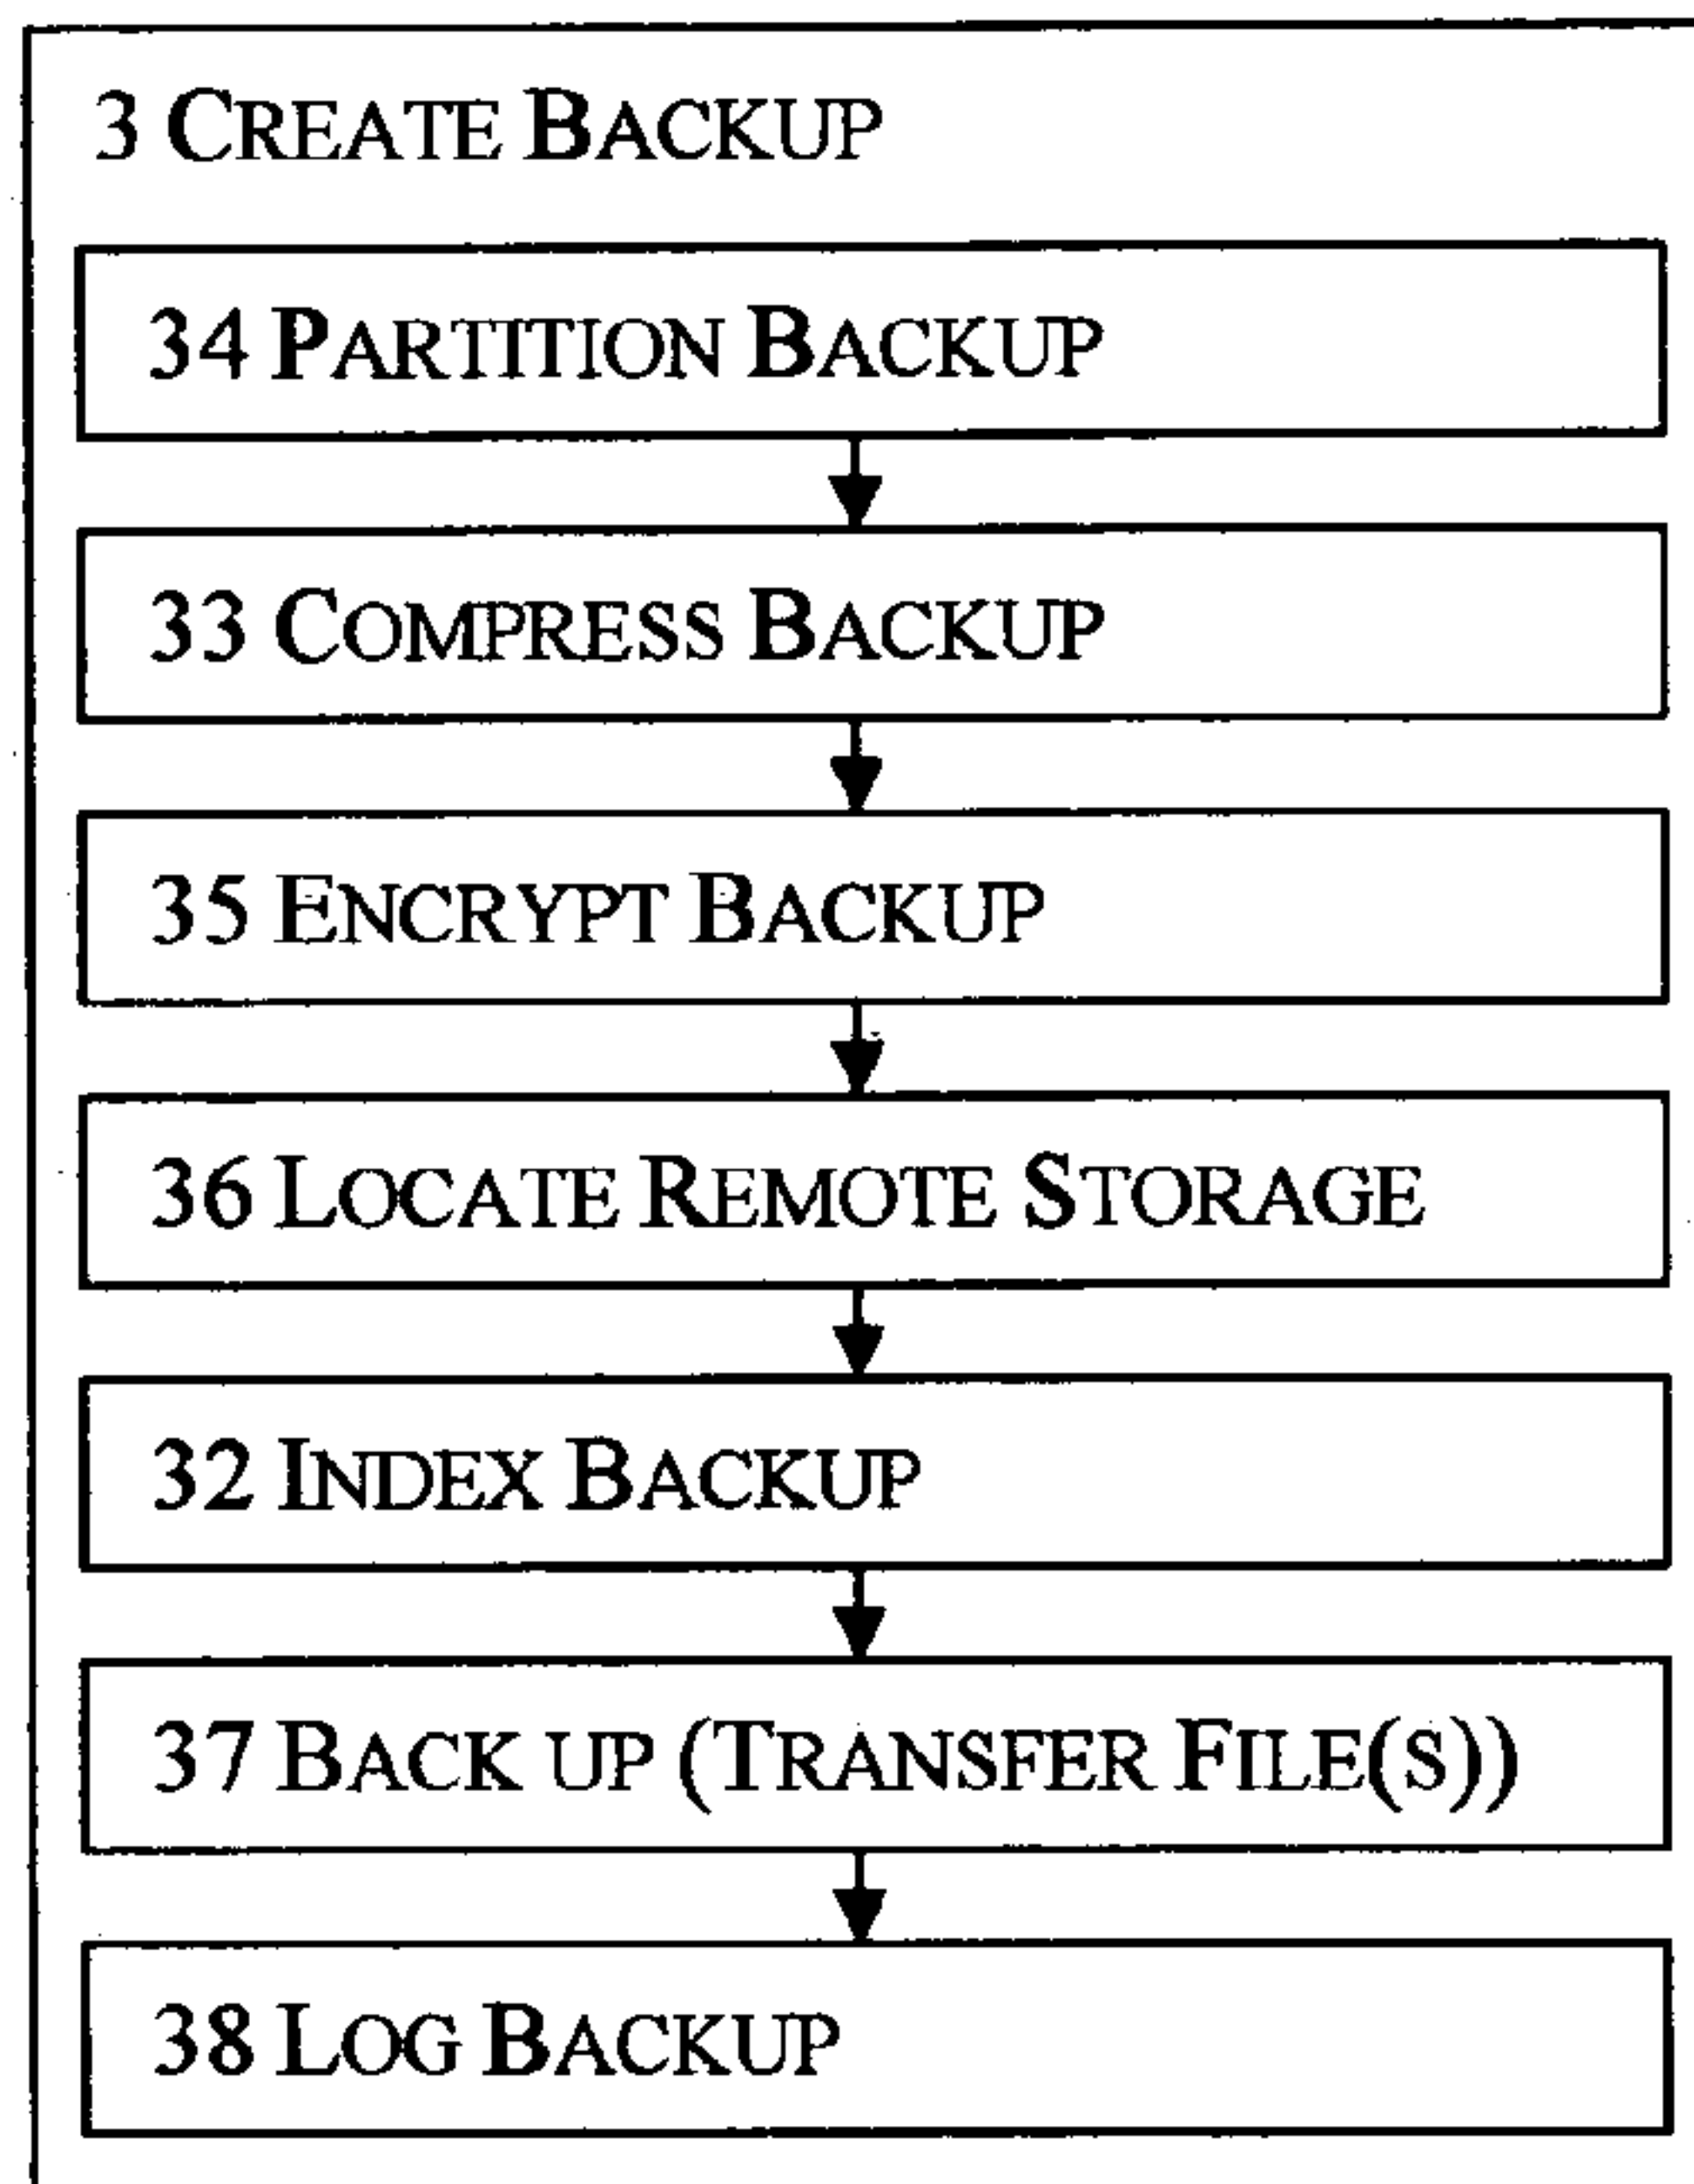 3 CREATE BACKUP
34 PARTITION BACKUP
33 COMPRESS BACKUP
35 ENCRYPT BACKUP
36 LOCATE REMOTE STORAGE
32 INDEX BACKUP
37 BACK UP (TRANSFER FILE(S))
38 LOG BACKUP